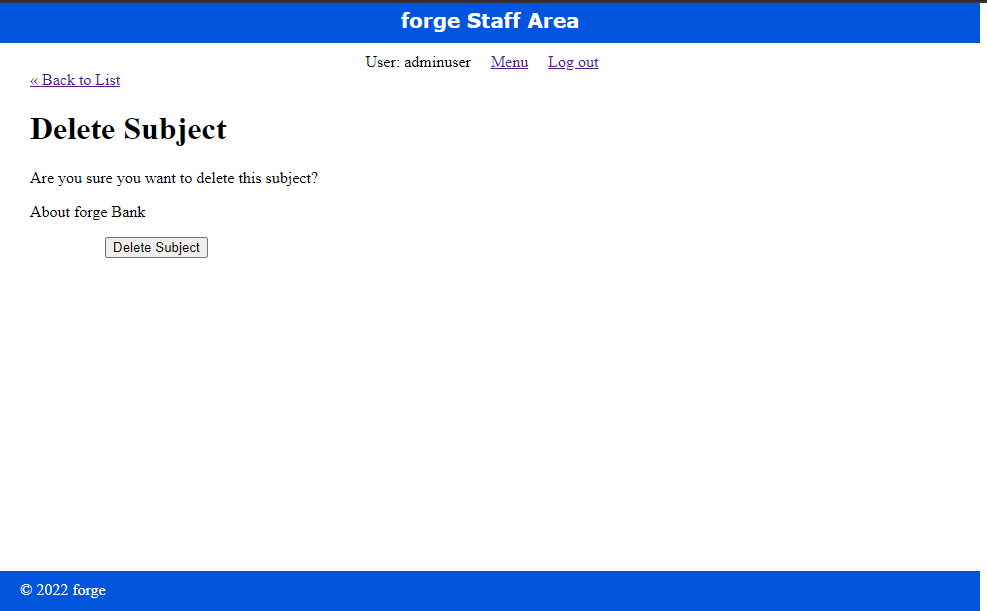 forge Staff Area
User: adminuser Menu Log out
« Back to List
Delete Subject
Are you sure you want to delete this subject?
About forge Bank
Delete Subject
© 2022 forge